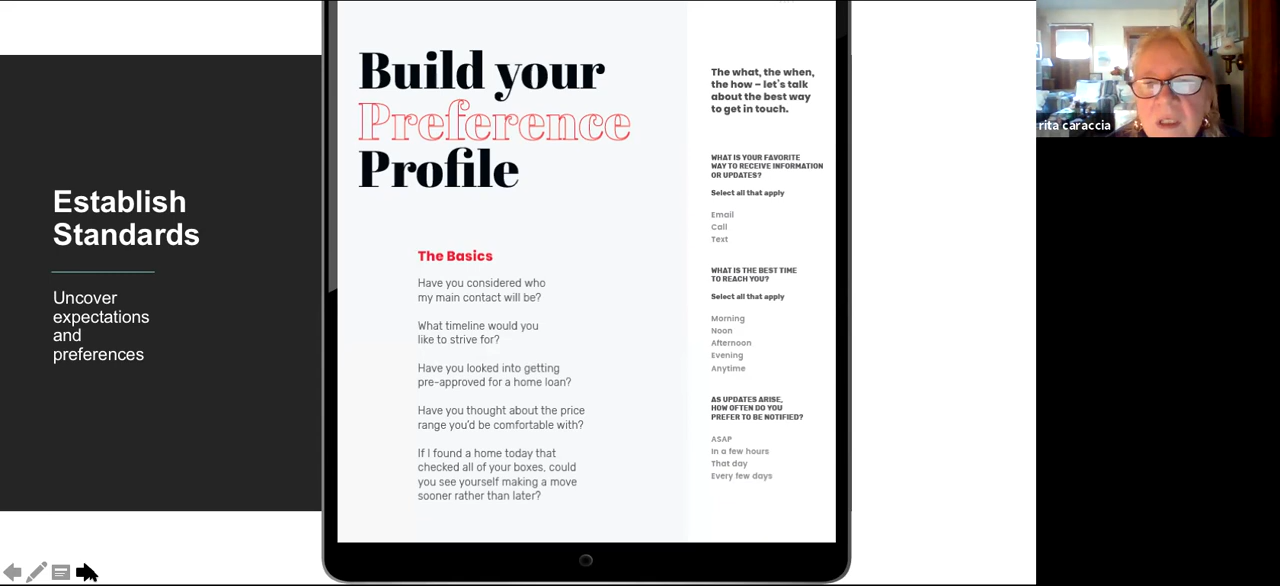 Establish
Standards
Uncover
expectations
and
preferences
Build your
Preference
Profile
The Basics
Have you considered who
my main contact will be?
What timeline would you
like to strive for?
Have you looked into getting
pre-approved for a home loan?
Have you thought about the price
range you'd be comfortable with?
If I found a home today that
checked all of your boxes, could
you see yourself making a move
sooner rather than later?
The what, the when,
the how – let's talk
about the best way
to get in touch.
WHAT IS YOUR FAVORITE
WAY TO RECEIVE INFORMATION
OR UPDATES?
Select all that apply
Email
Call
Text
WHAT IS THE BEST TIME
TO REACH YOU?
Select all that apply
Morning
Noon
Afternoon
Evening
Anytime
AS UPDATES ARISE,
HOW OFTEN DO YOU
PREFER TO BE NOTIFIED?
ASAP
In a few hours
That day
Every few days
rita caraccia